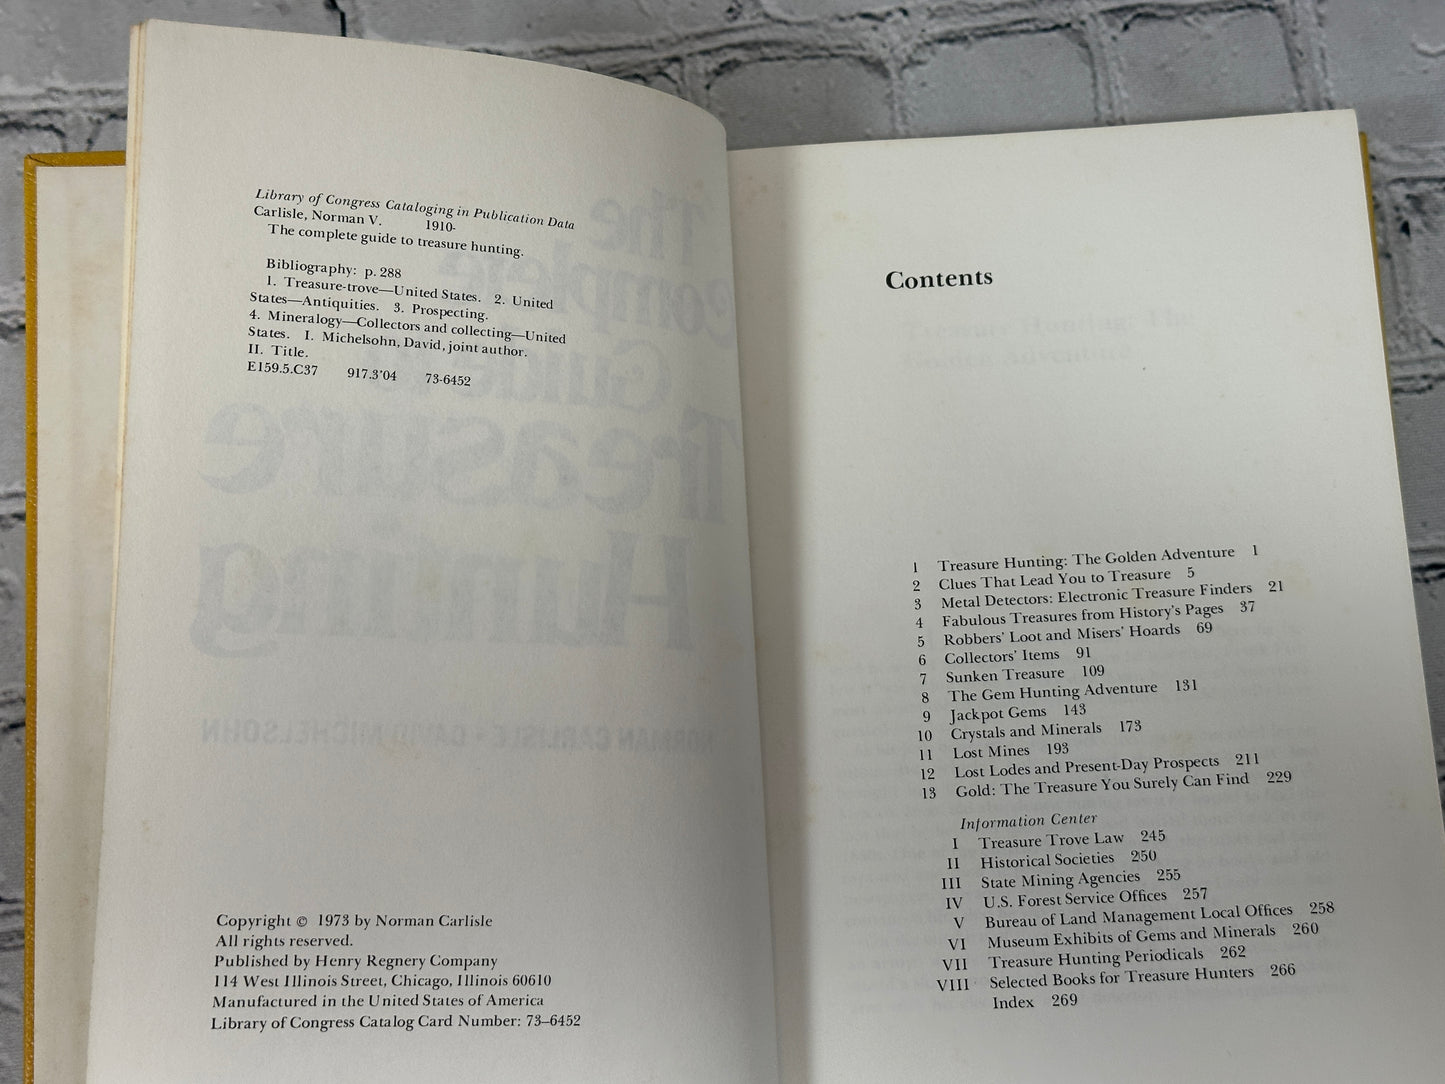 Library of Congress Cataloging in Publication Data
Carlisle, Norman V. 1910-
The complete guide to treasure hunting.
Bibliography: p. 288
1. Treasure-trove—United States. 2. United
States—Antiquities. 3. Prospecting.
4. Mineralogy—Collectors and collecting—United
States. I. Michelsohn, David, joint author.
II. Title.
E159.5.C37 917.3'04 73-6452
The
Complete
Guide to
Treasure
Hunting
NORMAN CARLISLE • DAVID MICHELSOHN
Copyright © 1973 by Norman Carlisle
All rights reserved.
Published by Henry Regnery Company
114 West Illinois Street, Chicago, Illinois 60610
Manufactured in the United States of America
Library of Congress Catalog Card Number: 73–6452
Contents
1 Treasure Hunting: The Golden Adventure 1
2 Clues That Lead You to Treasure 5
3 Metal Detectors: Electronic Treasure Finders 21
4 Fabulous Treasures from History's Pages 37
5 Robbers' Loot and Misers' Hoards 69
6 Collectors' Items 91
7 Sunken Treasure 109
8 The Gem Hunting Adventure 131
9 Jackpot Gems 143
10 Crystals and Minerals 173
11 Lost Mines 193
12 Lost Lodes and Present-Day Prospects 211
13 Gold: The Treasure You Surely Can Find 229
Information Center
I Treasure Trove Law 245
II Historical Societies 250
III State Mining Agencies 255
IV U.S. Forest Service Offices 257
V Bureau of Land Management Local Offices 258
VI Museum Exhibits of Gems and Minerals 260
VII Treasure Hunting Periodicals 262
VIII Selected Books for Treasure Hunters 266
Index 269